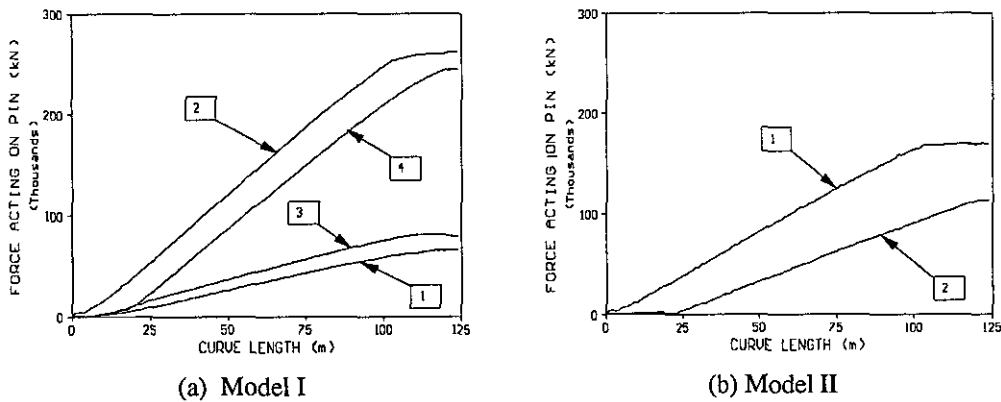 300
200
100
0
FORCE ACTING ON PIN (kN)
(Thousands)
2
4
3
1
0 25 50 75 100 125
CURVE LENGTH (m)
(a) Model I
300
200
100
0
FORCE ACTING ION PIN (kN)
(Thousands)
1
2
0 25 50 75 100 125
CURVE LENGTH (m)
(b) Model II